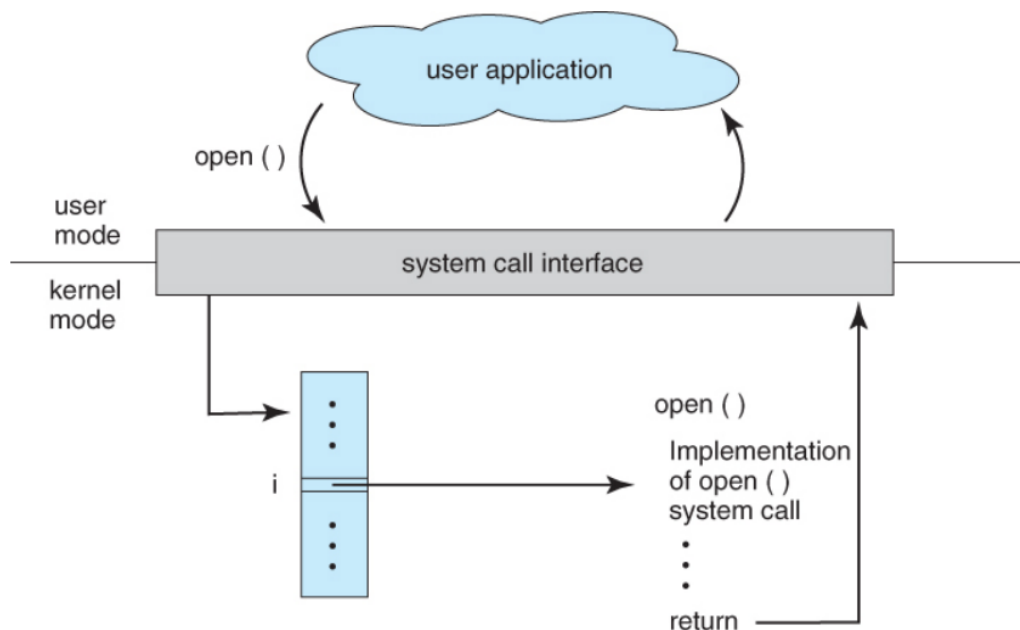 user application
open ( )
user
mode
system call interface
kernel
mode
open ( )
Implementation
of open ( )
system call
i
return